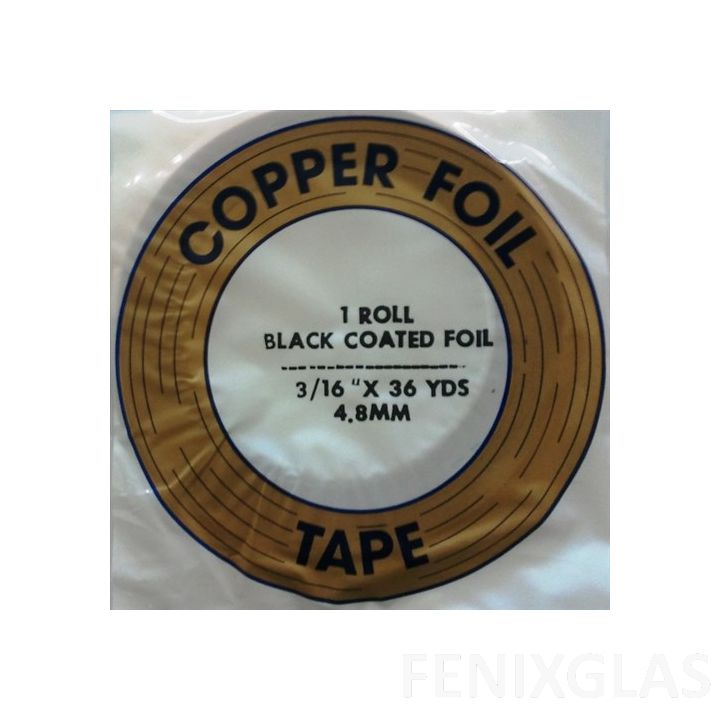 COPPER FOIL
1 ROLL
BLACK COATED FOIL
3/16 "X 36 YDS
4.8MM
TAPE
FENIXGLAS